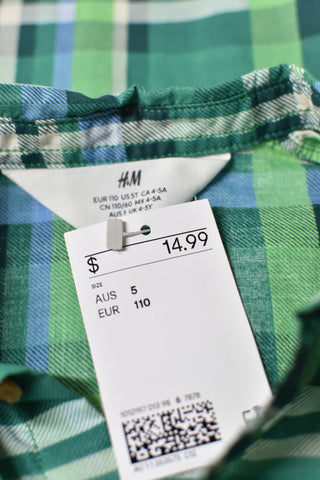 H&M
EUR 110 US 5T CA 4-5A
CN 110/60 MX 4-5A
AUS 5 UK 4-5Y
$ 14.99
SIZE
AUS 5
EUR 110